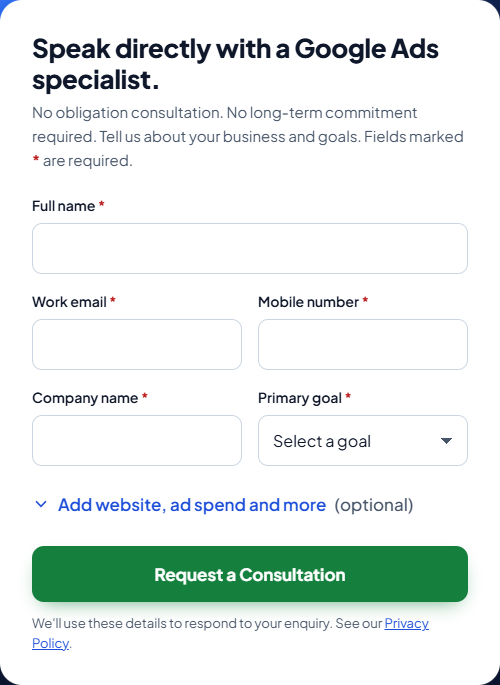 Speak directly with a Google Ads
specialist.
No obligation consultation. No long-term commitment
required. Tell us about your business and goals. Fields marked
* are required.
Full name *
Work email *
Mobile number *
Company name *
Primary goal *
Select a goal
Add website, ad spend and more (optional)
Request a Consultation
We'll use these details to respond to your enquiry. See our Privacy
Policy.